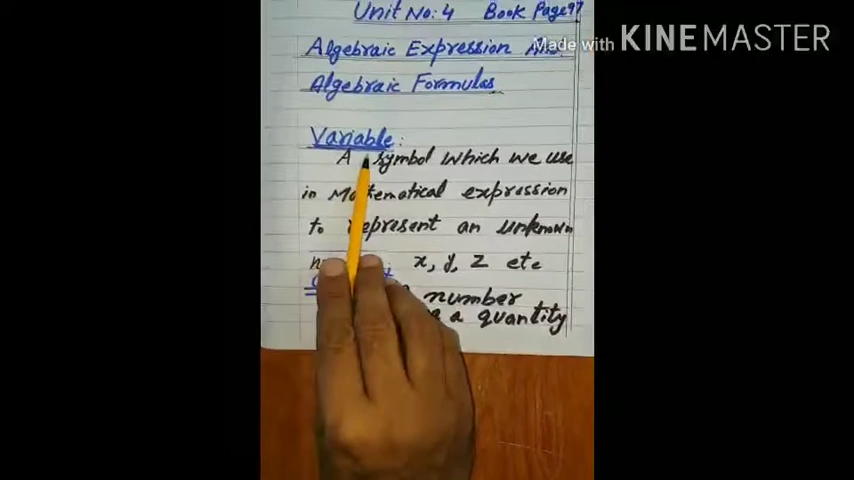 Unit No: 4 Book Page 97
Algebraic Expression
Made with KINEMASTER
Algebraic Formulas
Variable:
A symbol which we use
in Mathematical expression
to represent an unknown
x, y, z etc
number
a quantity